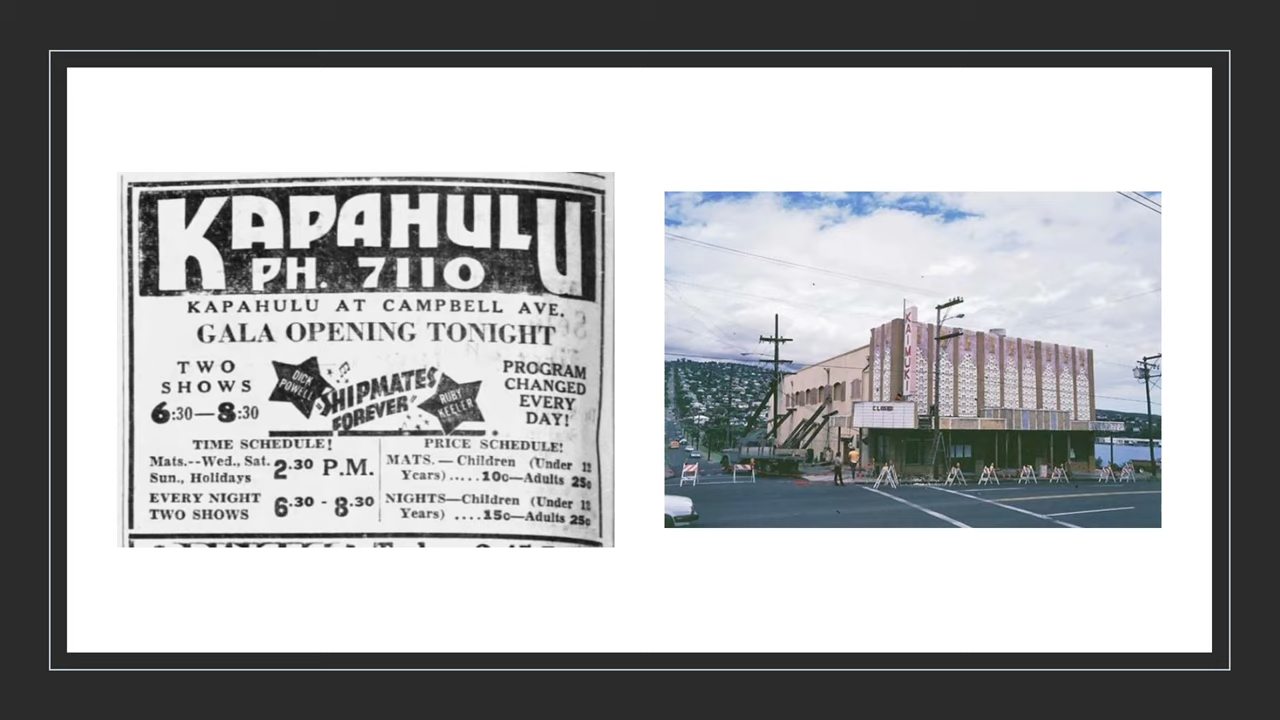 KAPAHULU
PH. 7110
KAPAHULU AT CAMPBELL AVE.
GALA OPENING TONIGHT
TWO
SHOWS
6:30—8:30
DICK
POWELL
SHIPMATES
FOREVER
RUBY
KEELER
PROGRAM
CHANGED
EVERY
DAY!
TIME SCHEDULE!
Mats.--Wed., Sat.
Sun., Holidays
2.30 P.M.
EVERY NIGHT
TWO SHOWS
6.30 - 8.30
PRICE SCHEDULE!
MATS. — Children (Under 12
Years).....10c—Adults 25c
NIGHTS—Children (Under 12
Years) ....15c—Adults 25c
KAIMUKI
CLOSED